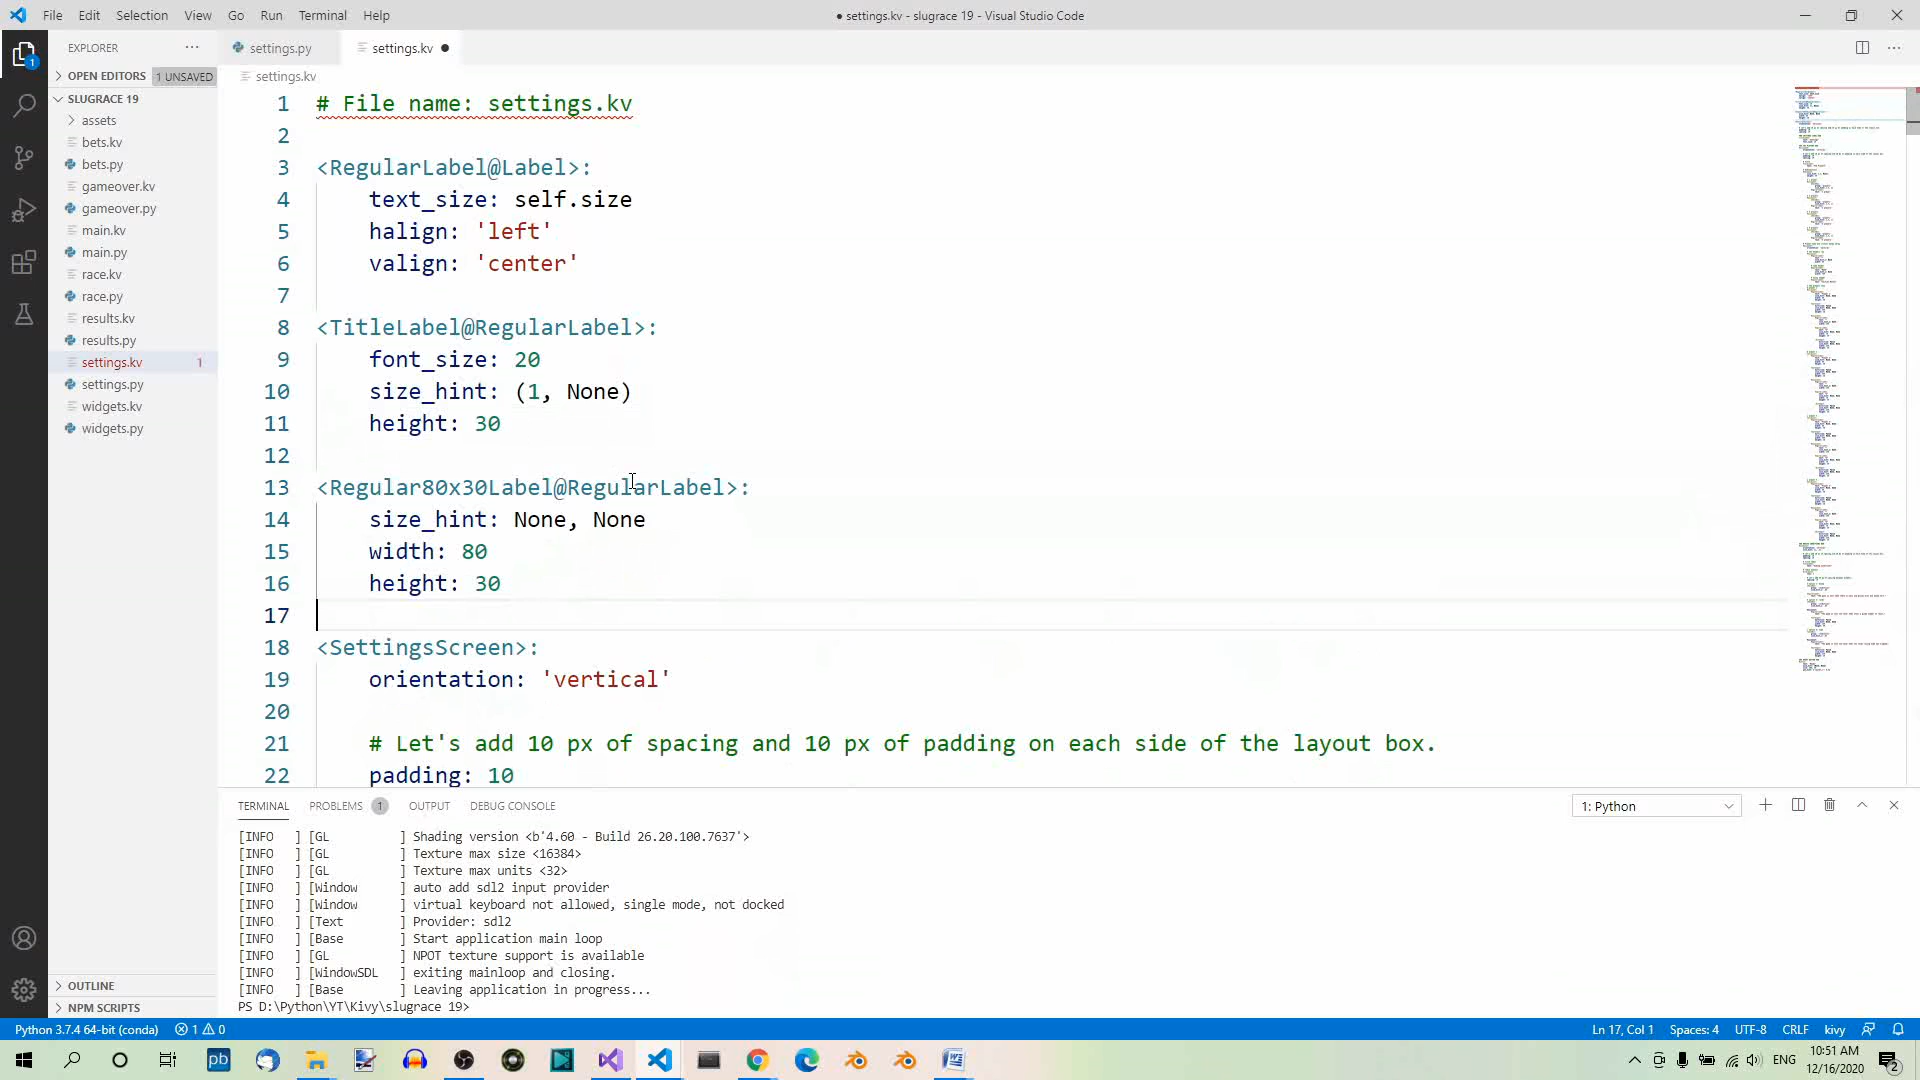 File Edit Selection View Go Run Terminal Help
● settings.kv - slugrace 19 - Visual Studio Code
EXPLORER ···
OPEN EDITORS 1 UNSAVED
SLUGRACE 19
assets
bets.kv
bets.py
gameover.kv
gameover.py
main.kv
main.py
race.kv
race.py
results.kv
results.py
settings.kv 1
settings.py
widgets.kv
widgets.py
OUTLINE
NPM SCRIPTS
1
settings.py
settings.kv ●
settings.kv
1 # File name: settings.kv
2
3 <RegularLabel@Label>:
4 text_size: self.size
5 halign: 'left'
6 valign: 'center'
7
8 <TitleLabel@RegularLabel>:
9 font_size: 20
10 size_hint: (1, None)
11 height: 30
12
13 <Regular80x30Label@RegularLabel>:
14 size_hint: None, None
15 width: 80
16 height: 30
17
18 <SettingsScreen>:
19 orientation: 'vertical'
20
21 # Let's add 10 px of spacing and 10 px of padding on each side of the layout box.
22 padding: 10
TERMINAL PROBLEMS 1 OUTPUT DEBUG CONSOLE
1: Python
[INFO ] [GL ] Shading version <b'4.60 - Build 26.20.100.7637'>
[INFO ] [GL ] Texture max size <16384>
[INFO ] [GL ] Texture max units <32>
[INFO ] [Window ] auto add sdl2 input provider
[INFO ] [Window ] virtual keyboard not allowed, single mode, not docked
[INFO ] [Text ] Provider: sdl2
[INFO ] [Base ] Start application main loop
[INFO ] [GL ] NPOT texture support is available
[INFO ] [WindowSDL ] exiting mainloop and closing.
[INFO ] [Base ] Leaving application in progress...
PS D:\Python\YT\Kivy\slugrace 19>
Python 3.7.4 64-bit (conda) 1 0
Ln 17, Col 1 Spaces: 4 UTF-8 CRLF kivy
pb
ENG
10:51 AM
12/16/2020
2